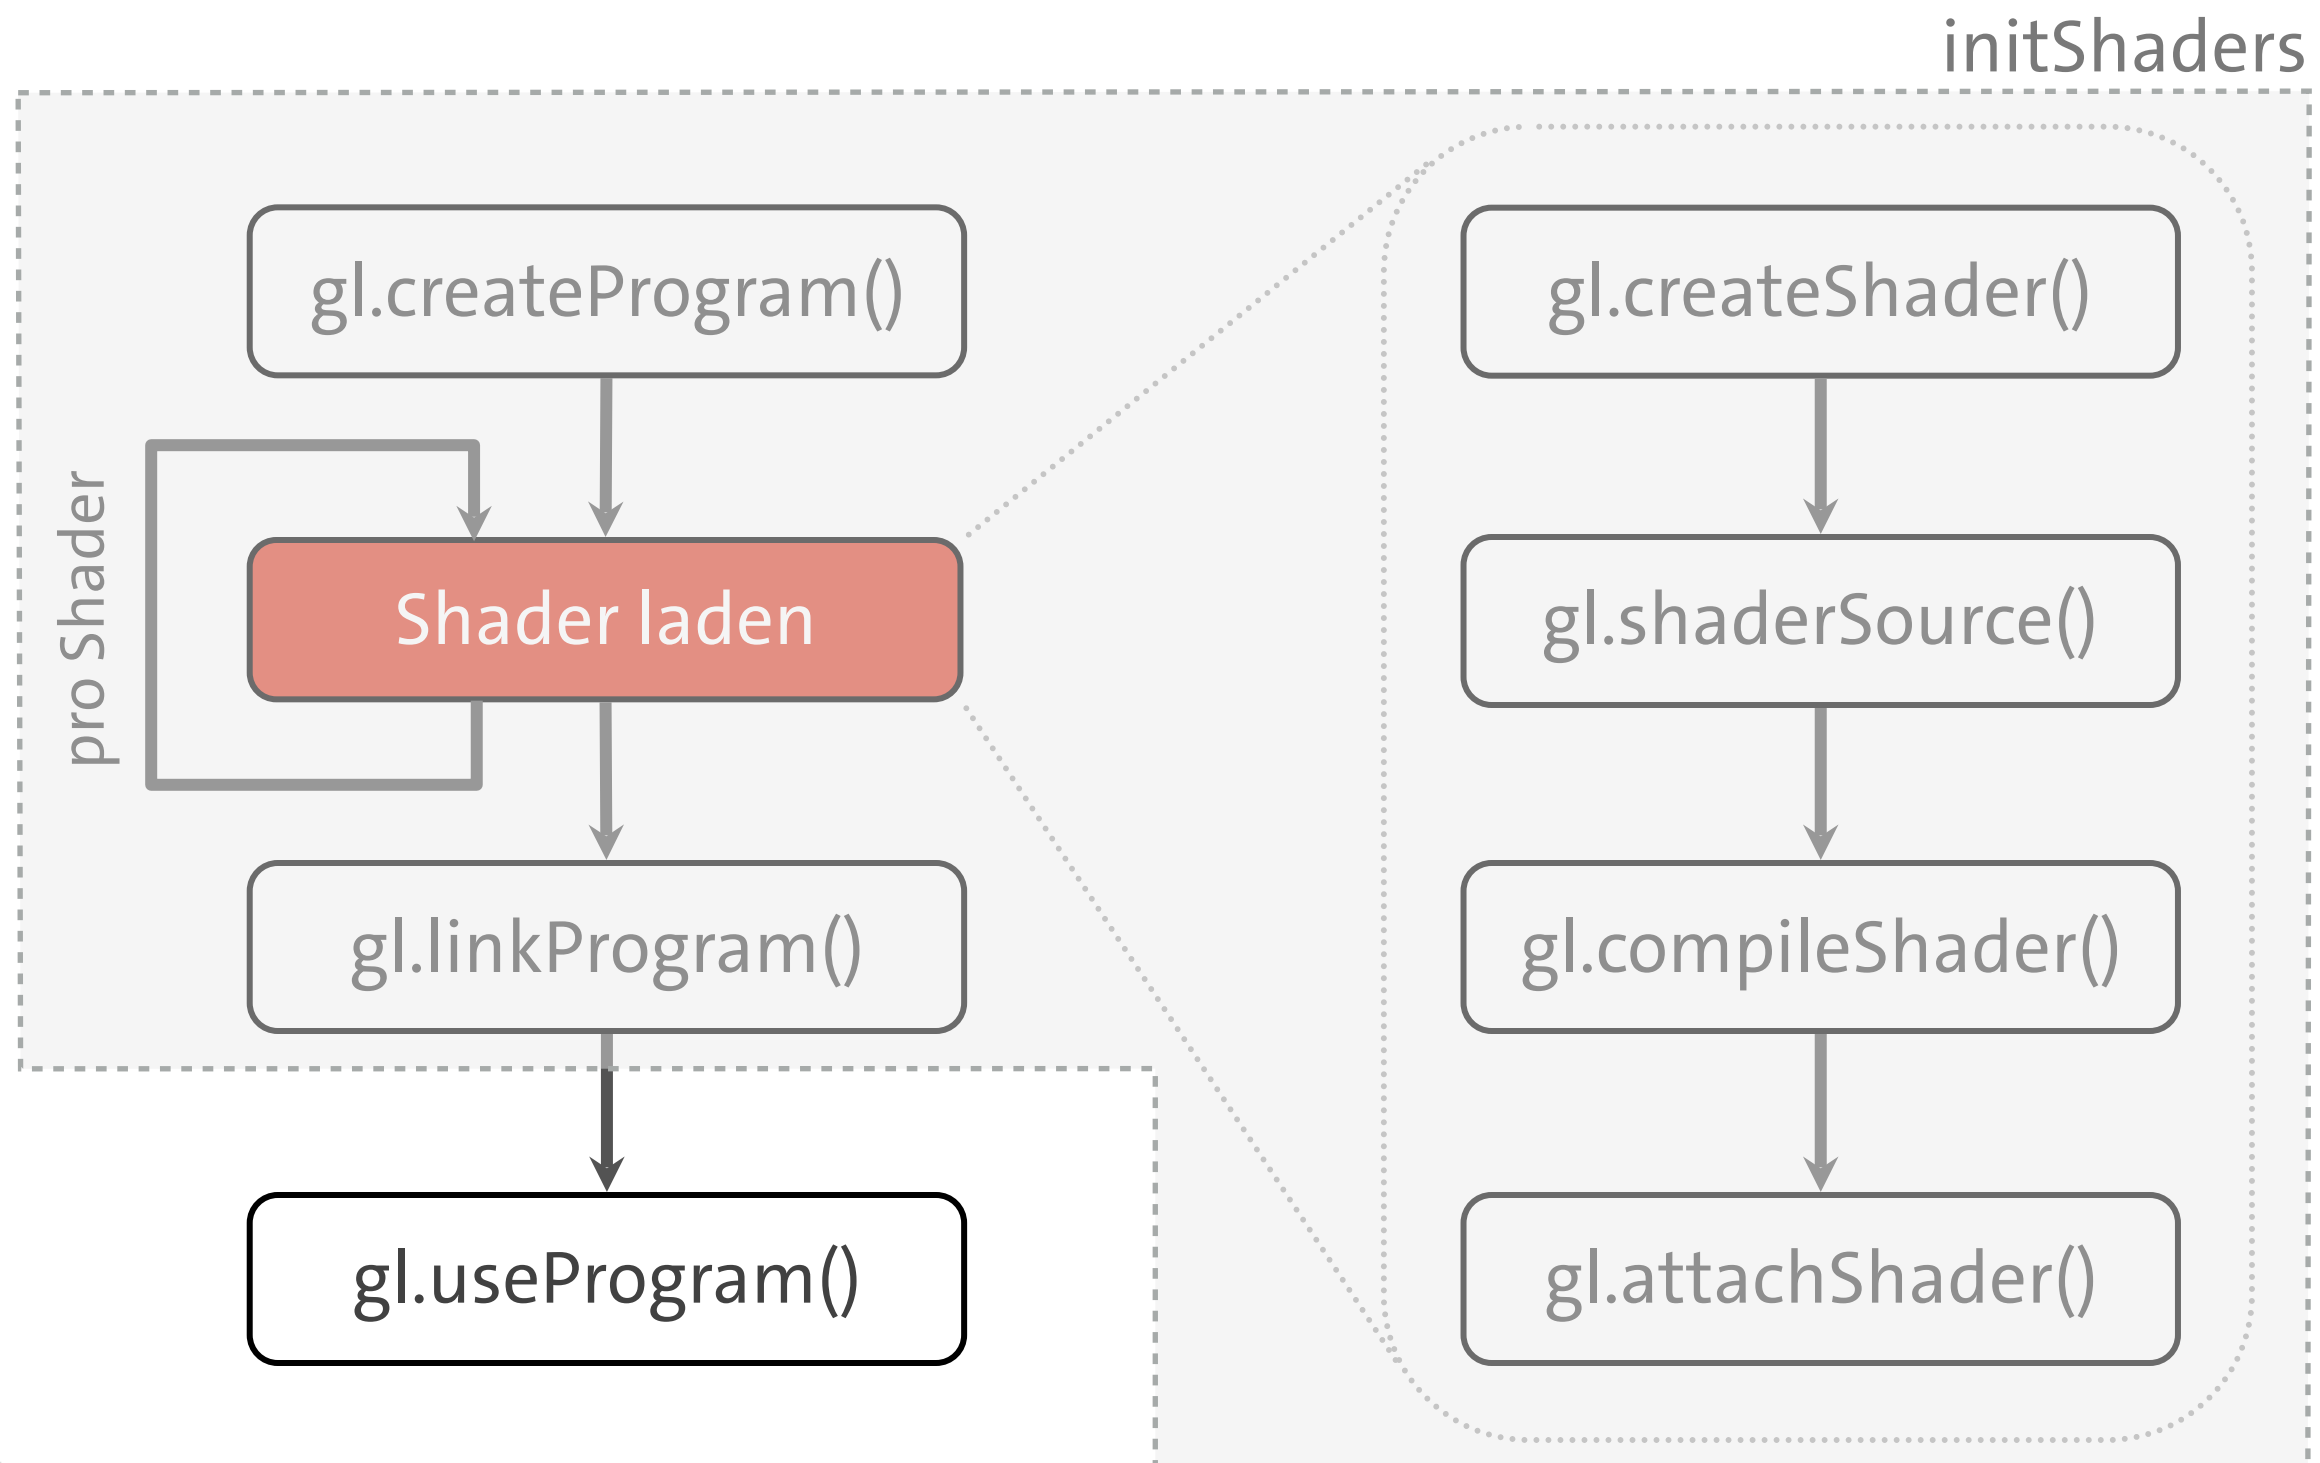 initShaders
gl.createProgram()
pro Shader
Shader laden
gl.linkProgram()
gl.useProgram()
gl.createShader()
gl.shaderSource()
gl.compileShader()
gl.attachShader()